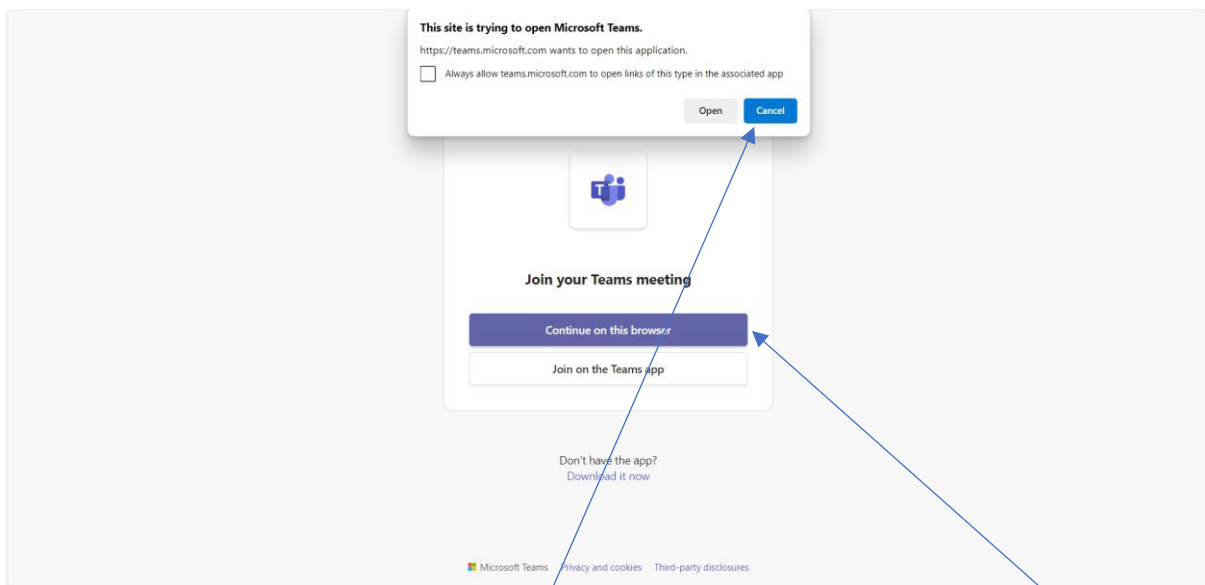 This site is trying to open Microsoft Teams.
https://teams.microsoft.com wants to open this application.
Always allow teams.microsoft.com to open links of this type in the associated app
Open
Cancel
T
Join your Teams meeting
Continue on this browser
Join on the Teams app
Don't have the app?
Download it now
Microsoft Teams Privacy and cookies Third-party disclosures